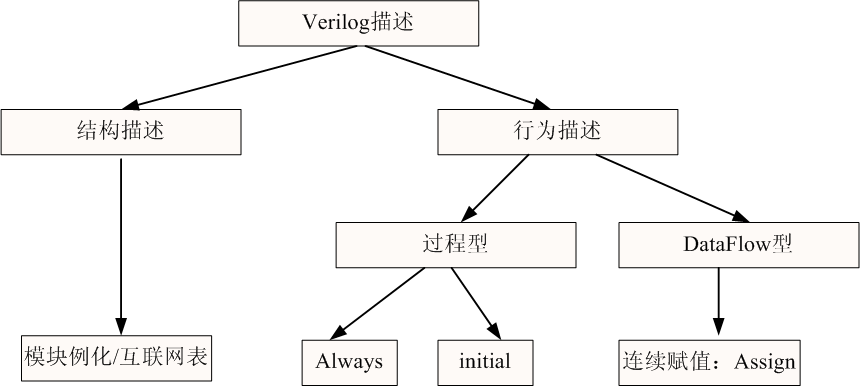 Verilog描述
结构描述
行为描述
过程型
DataFlow型
模块例化/互联网表
Always
initial
连续赋值：Assign